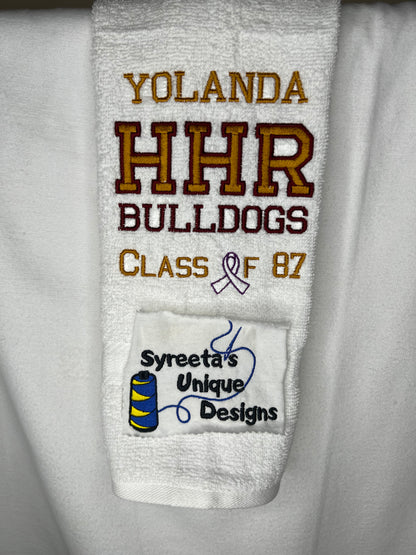 YOLANDA
HHR
BULLDOGS
CLASS OF 87
Syreeta's
Unique
Designs